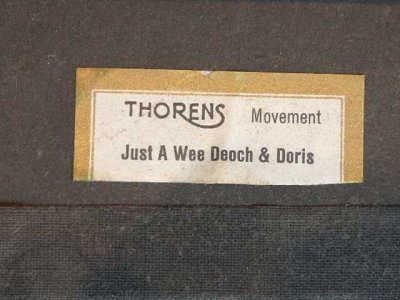 THORENS Movement
Just A Wee Deoch & Doris